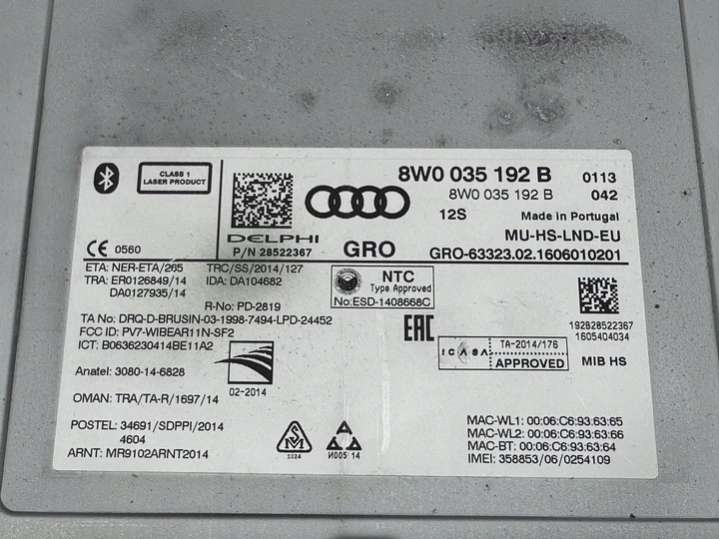 CLASS 1
LASER PRODUCT
8W0 035 192 B 0113
8W0 035 192 B 042
12S Made in Portugal
DELPHI
P/N 28522367 GRO
MU-HS-LND-EU
GRO-63323.02.1606010201
CE 0560
ETA: NER-ETA/265 TRC/SS/2014/127
TRA: ER0126849/14 IDA: DA104682
DA0127935/14
R-No: PD-2819
NTC
Type Approved
No:ESD-1408668C
TA No: DRQ-D-BRUSIN-03-1998-7494-LPD-24452
FCC ID: PV7-WIBEAR11N-SF2
ICT: B0636230414BE11A2
EAC
192B28522367
1605404034
ICASA TA-2014/176
APPROVED
MIB HS
Anatel: 3080-14-6828
02-2014
OMAN: TRA/TA-R/1697/14
POSTEL: 34691/SDPPI/2014
4604
ARNT: MR9102ARNT2014
И005 14
MAC-WL1: 00:06:C6:93:63:65
MAC-WL2: 00:06:C6:93:63:66
MAC-BT: 00:06:C6:93:63:64
IMEI: 358853/06/0254109